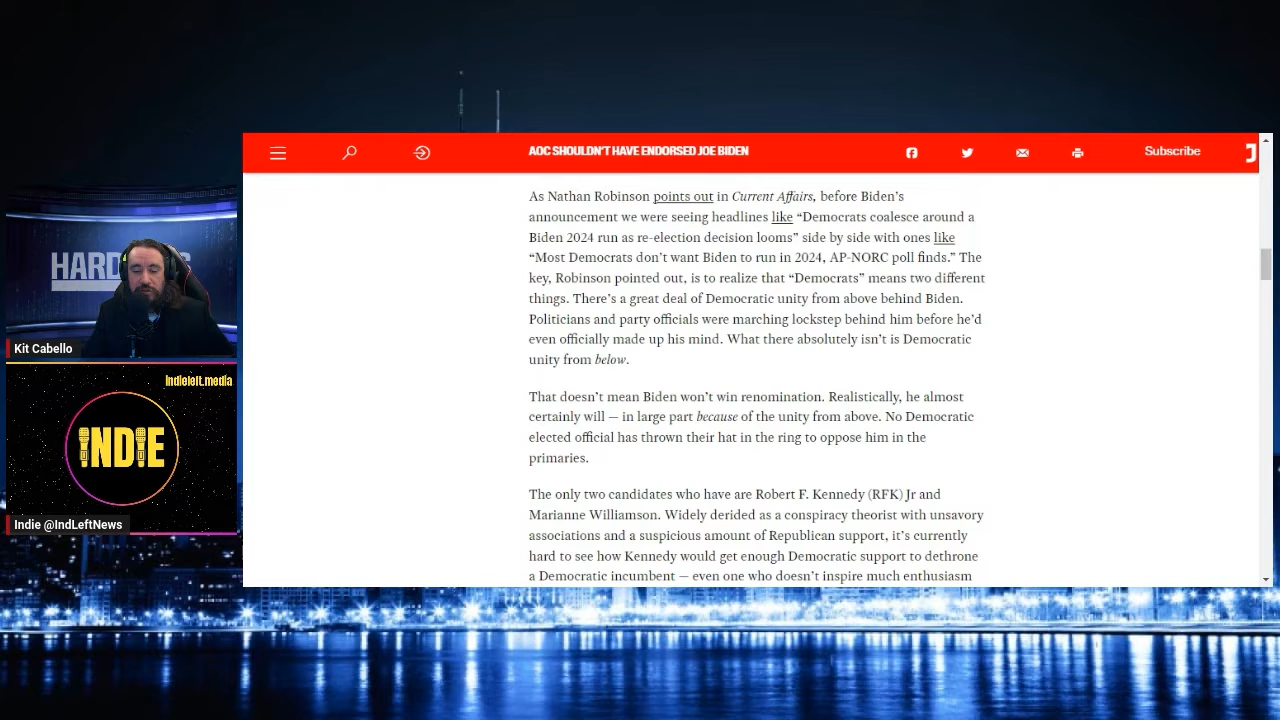 AOC SHOULDN'T HAVE ENDORSED JOE BIDEN
Subscribe
J
As Nathan Robinson points out in Current Affairs, before Biden's
announcement we were seeing headlines like “Democrats coalesce around a
Biden 2024 run as re-election decision looms” side by side with ones like
“Most Democrats don't want Biden to run in 2024, AP-NORC poll finds.” The
key, Robinson pointed out, is to realize that “Democrats” means two different
things. There's a great deal of Democratic unity from above behind Biden.
Politicians and party officials were marching lockstep behind him before he'd
even officially made up his mind. What there absolutely isn't is Democratic
unity from below.
That doesn't mean Biden won't win renomination. Realistically, he almost
certainly will — in large part because of the unity from above. No Democratic
elected official has thrown their hat in the ring to oppose him in the
primaries.
The only two candidates who have are Robert F. Kennedy (RFK) Jr and
Marianne Williamson. Widely derided as a conspiracy theorist with unsavory
associations and a suspicious amount of Republican support, it's currently
hard to see how Kennedy would get enough Democratic support to dethrone
a Democratic incumbent — even one who doesn't inspire much enthusiasm
HARD
Kit Cabello
indieleft.media
INDIE
Indie @IndLeftNews